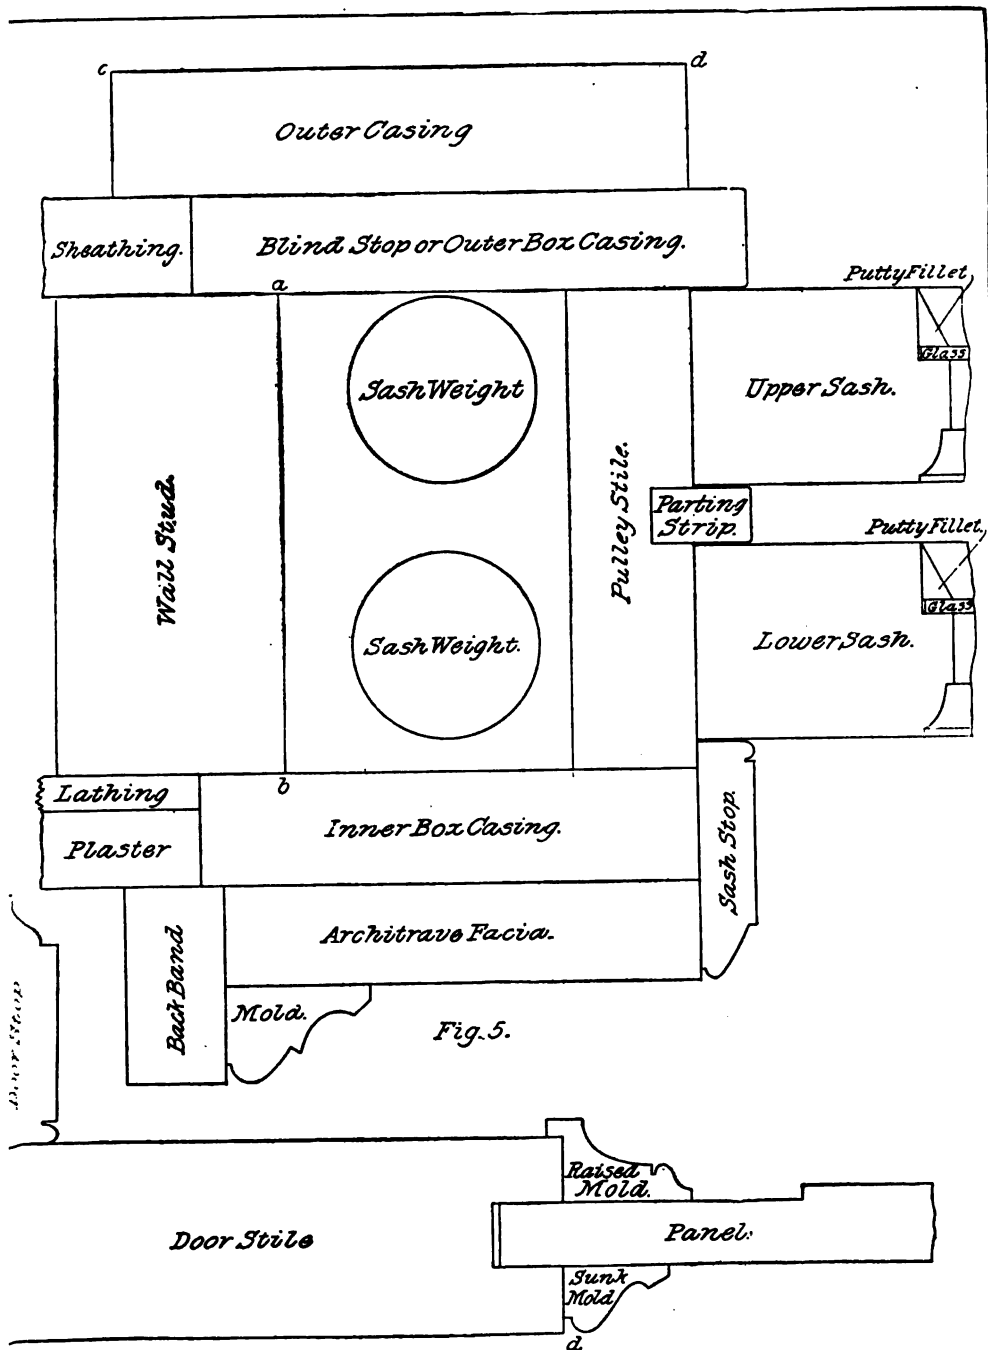 c
d
Outer Casing
Sheathing.
Blind Stop or Outer Box Casing.
a
Putty Fillet
Glass
Sash Weight
Upper Sash.
Wall Stud.
Pulley Stile.
Parting
Strip.
Putty Fillet
Glass
Sash Weight.
Lower Sash.
Lathing
b
Plaster
Inner Box Casing.
Sash Stop.
Architrave Facia.
Back Band
Mold.
Fig. 5.
Door Stop
Raised
Mold.
Door Stile
Panel.
Sunk
Mold
d